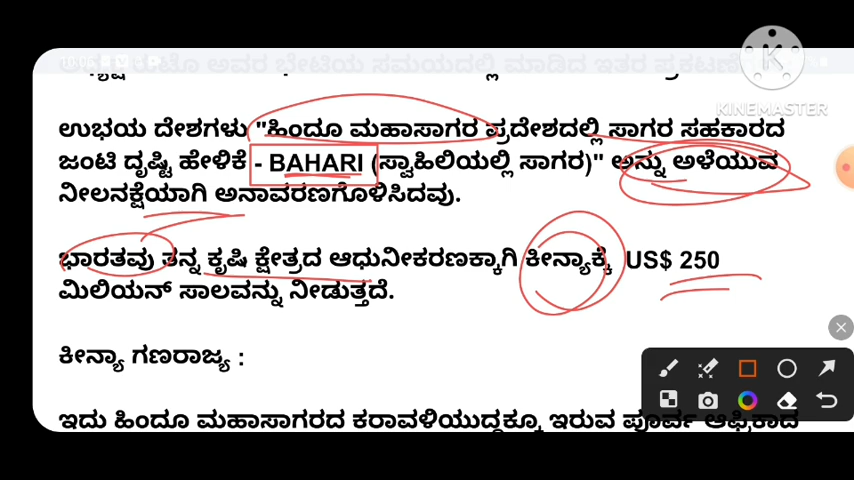 KINEMASTER
ಉಭಯ ದೇಶಗಳು "ಹಿಂದೂ ಮಹಾಸಾಗರ ಪ್ರದೇಶದಲ್ಲಿ ಸಾಗರ ಸಹಕಾರದ
ಜಂಟಿ ದೃಷ್ಟಿ ಹೇಳಿಕೆ - BAHARI (ಸ್ವಾಹಿಲಿಯಲ್ಲಿ ಸಾಗರ)" ಅನ್ನು ಅಳೆಯುವ
ನೀಲನಕ್ಷೆಯಾಗಿ ಅನಾವರಣಗೊಳಿಸಿದವು.
ಭಾರತವು ತನ್ನ ಕೃಷಿ ಕ್ಷೇತ್ರದ ಆಧುನೀಕರಣಕ್ಕಾಗಿ ಕೀನ್ಯಾಕ್ಕೆ US$ 250
ಮಿಲಿಯನ್ ಸಾಲವನ್ನು ನೀಡುತ್ತದೆ.
ಕೀನ್ಯಾ ಗಣರಾಜ್ಯ :
ಇದು ಹಿಂದೂ ಮಹಾಸಾಗರದ ಕರಾವಳಿಯುದ್ದಕ್ಕೂ ಇರುವ ಪೂರ್ವ ಆಫ್ರಿಕಾದ